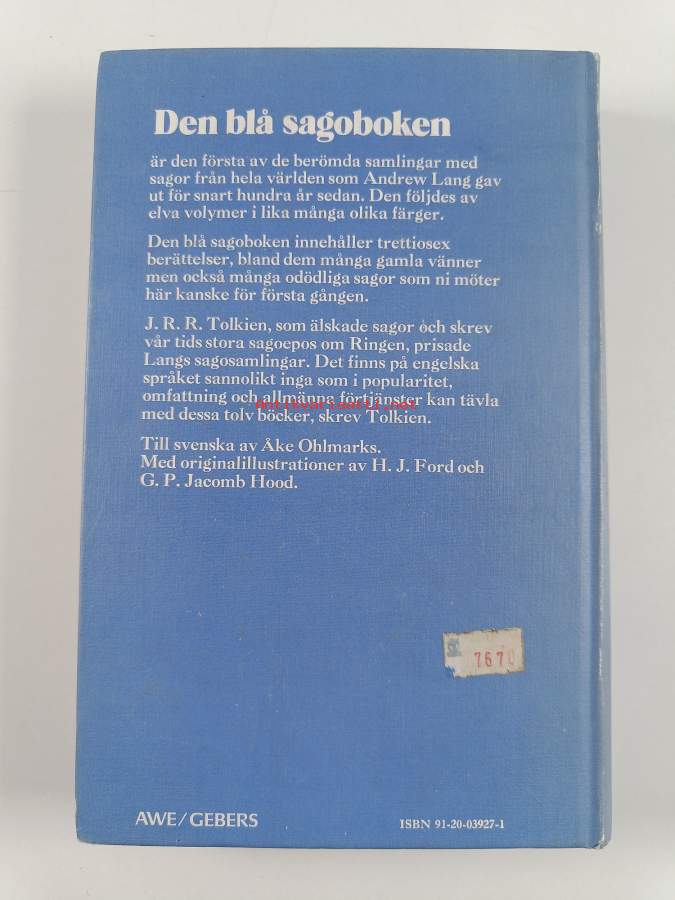 Den blå sagoboken
är den första av de berömda samlingar med
sagor från hela världen som Andrew Lang gav
ut för snart hundra år sedan. Den följdes av
elva volymer i lika många olika färger.
Den blå sagoboken innehåller trettiosex
berättelser, bland dem många gamla vänner
men också många odödliga sagor som ni möter
här kanske för första gången.
J. R. R. Tolkien, som älskade sagor och skrev
vår tids stora sagoepos om Ringen, prisade
Langs sagosamlingar. Det finns på engelska
språket sannolikt inga som i popularitet,
omfattning och allmänna förtjänster kan tävla
Antikvariaatti.net
med dessa tolv böcker, skrev Tolkien.
Till svenska av Åke Ohlmarks.
Med originalillustrationer av H. J. Ford och
G. P. Jacomb Hood.
7670
AWE/GEBERS
ISBN 91-20-03927-1